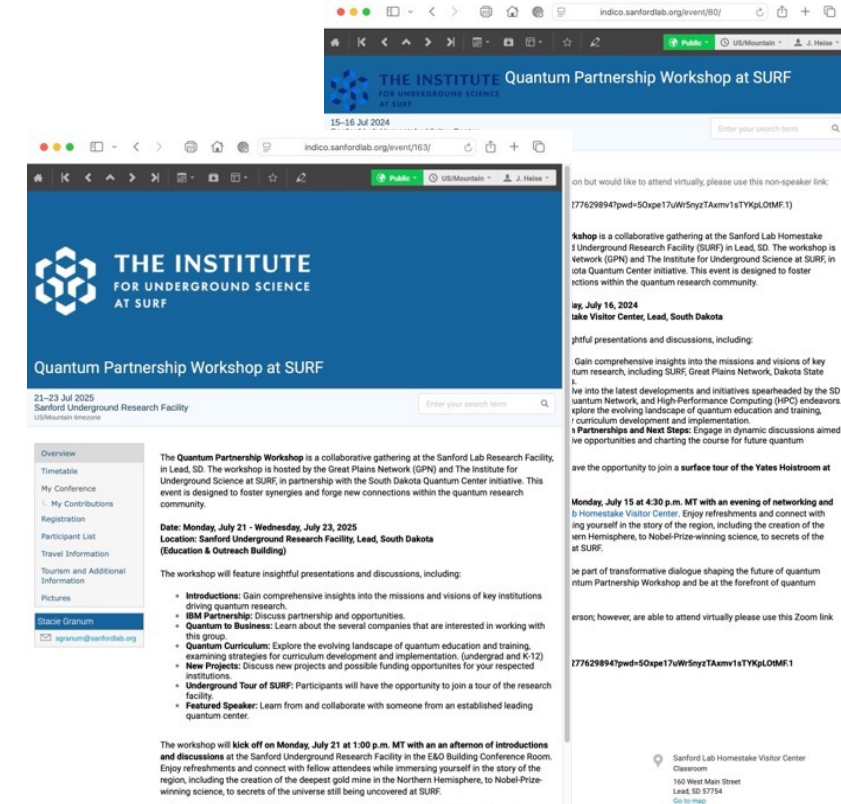 indico.sanfordlab.org/event/80/
Public
US/Mountain
J. Heise
THE INSTITUTE
FOR UNDERGROUND SCIENCE
AT SURF
Quantum Partnership Workshop at SURF
15–16 Jul 2024
Enter your search term
on but would like to attend virtually, please use this non-speaker link:
kshop is a collaborative gathering at the Sanford Lab Homestake
d Underground Research Facility (SURF) in Lead, SD. The workshop is
Network (GPN) and The Institute for Underground Science at SURF, in
ota Quantum Center initiative. This event is designed to foster
ections within the quantum research community.
ay, July 16, 2024
take Visitor Center, Lead, South Dakota
ghtful presentations and discussions, including:
Gain comprehensive insights into the missions and visions of key
tum research, including SURF, Great Plains Network, Dakota State
s.
lve into the latest developments and initiatives spearheaded by the SD
uantum Network, and High-Performance Computing (HPC) endeavors.
xplore the evolving landscape of quantum education and training,
r curriculum development and implementation.
n Partnerships and Next Steps: Engage in dynamic discussions aimed
ive opportunities and charting the course for future quantum
ave the opportunity to join a surface tour of the Yates Hoistroom at
Monday, July 15 at 4:30 p.m. MT with an evening of networking and
b Homestake Visitor Center. Enjoy refreshments and connect with
ing yourself in the story of the region, including the creation of the
ern Hemisphere, to Nobel-Prize-winning science, to secrets of the
at SURF.
be part of transformative dialogue shaping the future of quantum
ntum Partnership Workshop and be at the forefront of quantum
erson; however, are able to attend virtually please use this Zoom link
Sanford Lab Homestake Visitor Center
Classroom
160 West Main Street
Lead, SD 57754
Go to map
indico.sanfordlab.org/event/163/
Public
US/Mountain
J. Heise
THE INSTITUTE
FOR UNDERGROUND SCIENCE
AT SURF
Quantum Partnership Workshop at SURF
21–23 Jul 2025
Sanford Underground Research Facility
US/Mountain timezone
Enter your search term
Overview
Timetable
My Conference
My Contributions
Registration
Participant List
Travel Information
Tourism and Additional
Information
Pictures
Stacie Granum
sgranum@sanfordlab.org
The Quantum Partnership Workshop is a collaborative gathering at the Sanford Lab Research Facility,
in Lead, SD. The workshop is hosted by the Great Plains Network (GPN) and The Institute for
Underground Science at SURF, in partnership with the South Dakota Quantum Center initiative. This
event is designed to foster synergies and forge new connections within the quantum research
community.
Date: Monday, July 21 - Wednesday, July 23, 2025
Location: Sanford Underground Research Facility, Lead, South Dakota
(Education & Outreach Building)
The workshop will feature insightful presentations and discussions, including:
Introductions: Gain comprehensive insights into the missions and visions of key institutions
driving quantum research.
IBM Partnership: Discuss partnership and opportunities.
Quantum to Business: Learn about the several companies that are interested in working with
this group.
Quantum Curriculum: Explore the evolving landscape of quantum education and training,
examining strategies for curriculum development and implementation. (undergrad and K-12)
New Projects: Discuss new projects and possible funding opportunites for your respected
institutions.
Underground Tour of SURF: Participants will have the opportunity to join a tour of the research
facility.
Featured Speaker: Learn from and collaborate with someone from an established leading
quantum center.
The workshop will kick off on Monday, July 21 at 1:00 p.m. MT with an an afternon of introductions
and discussions at the Sanford Underground Research Facility in the E&O Building Conference Room.
Enjoy refreshments and connect with fellow attendees while immersing yourself in the story of the
region, including the creation of the deepest gold mine in the Northern Hemisphere, to Nobel-Prize-
winning science, to secrets of the universe still being uncovered at SURF.